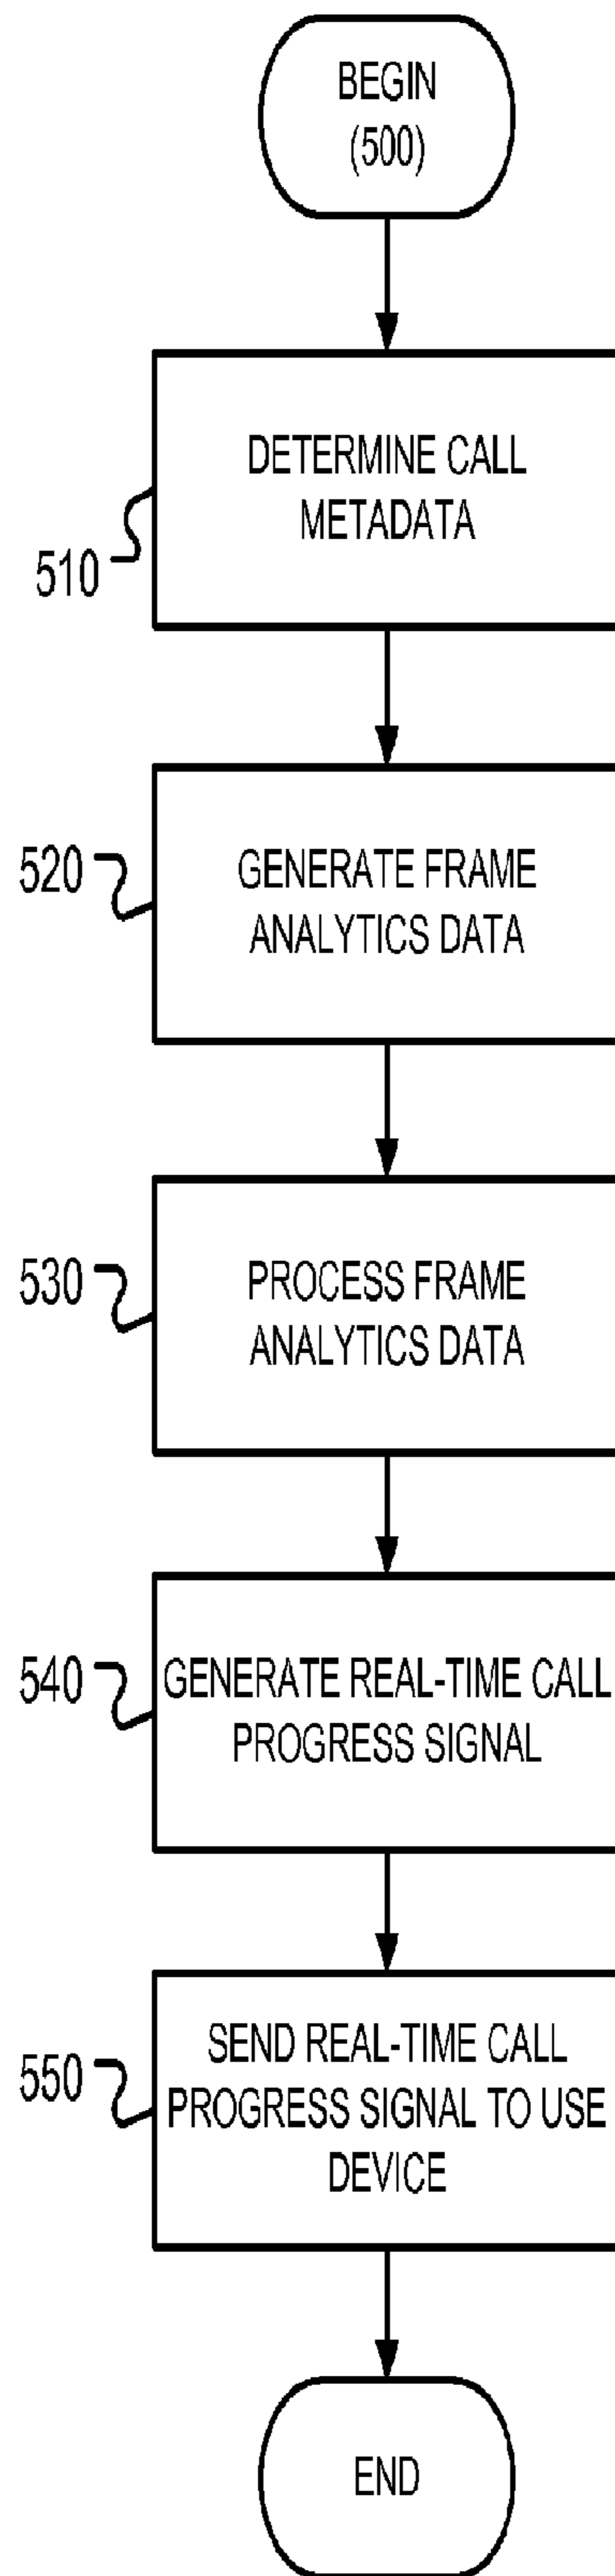 BEGIN
(500)
DETERMINE CALL
METADATA
510
520
GENERATE FRAME
ANALYTICS DATA
530
PROCESS FRAME
ANALYTICS DATA
540
GENERATE REAL-TIME CALL
PROGRESS SIGNAL
550
SEND REAL-TIME CALL
PROGRESS SIGNAL TO USE
DEVICE
END